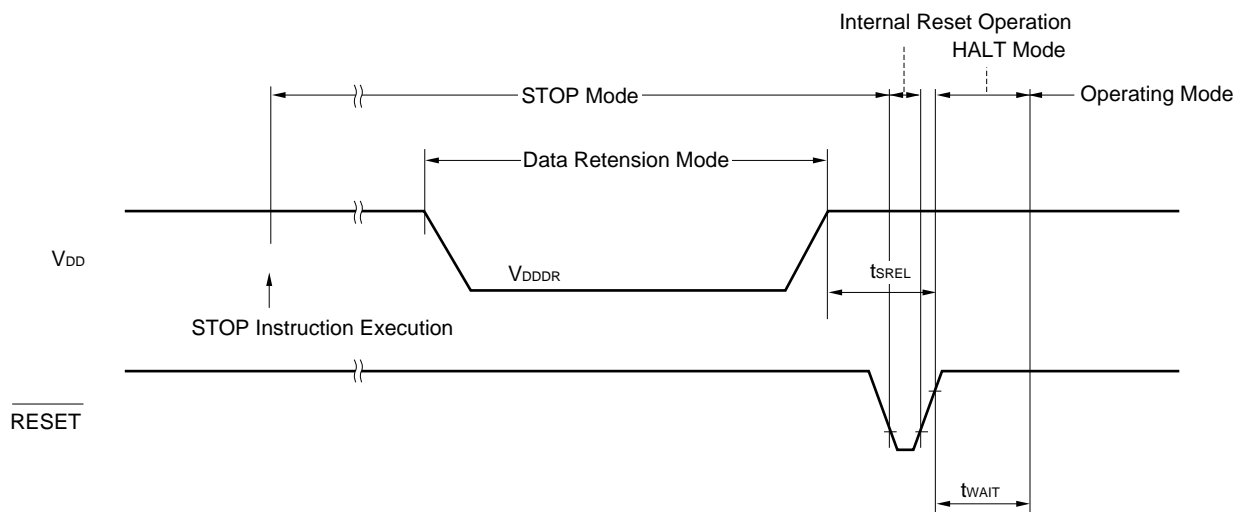 Internal Reset Operation
HALT Mode
STOP Mode
Operating Mode
Data Retension Mode
VDD
VDDDR
tSREL
STOP Instruction Execution
RESET
tWAIT